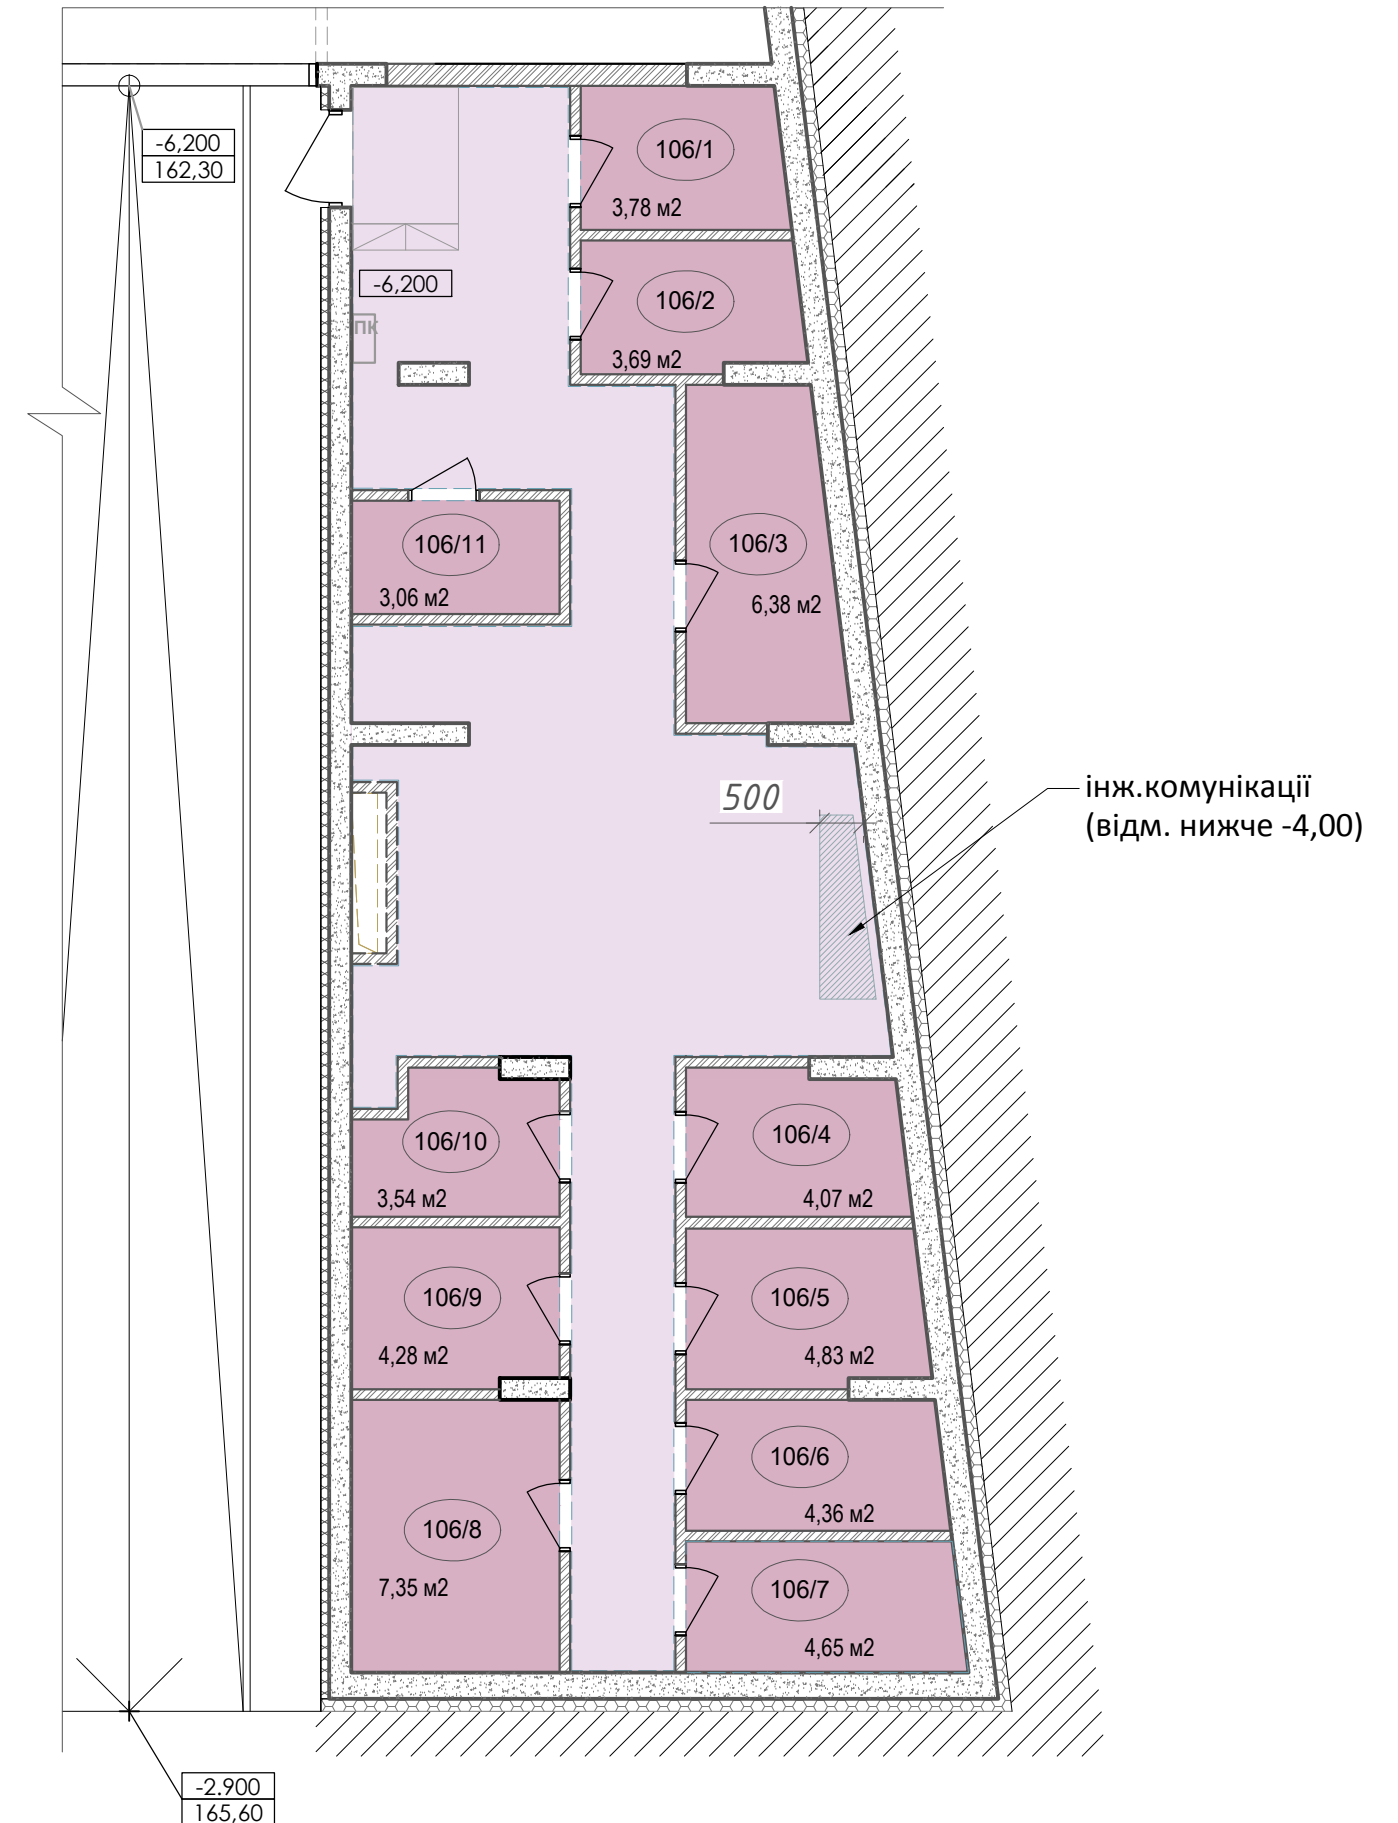 -6,200
162,30
106/1
3,78 м2
-6,200
106/2
ПК
3,69 м2
106/11
106/3
3,06 м2
6,38 м2
500
інж.комунікації
(відм. нижче -4,00)
106/10
106/4
3,54 м2
4,07 м2
106/9
106/5
4,28 м2
4,83 м2
106/6
4,36 м2
106/8
7,35 м2
106/7
4,65 м2
-2.900
165,60